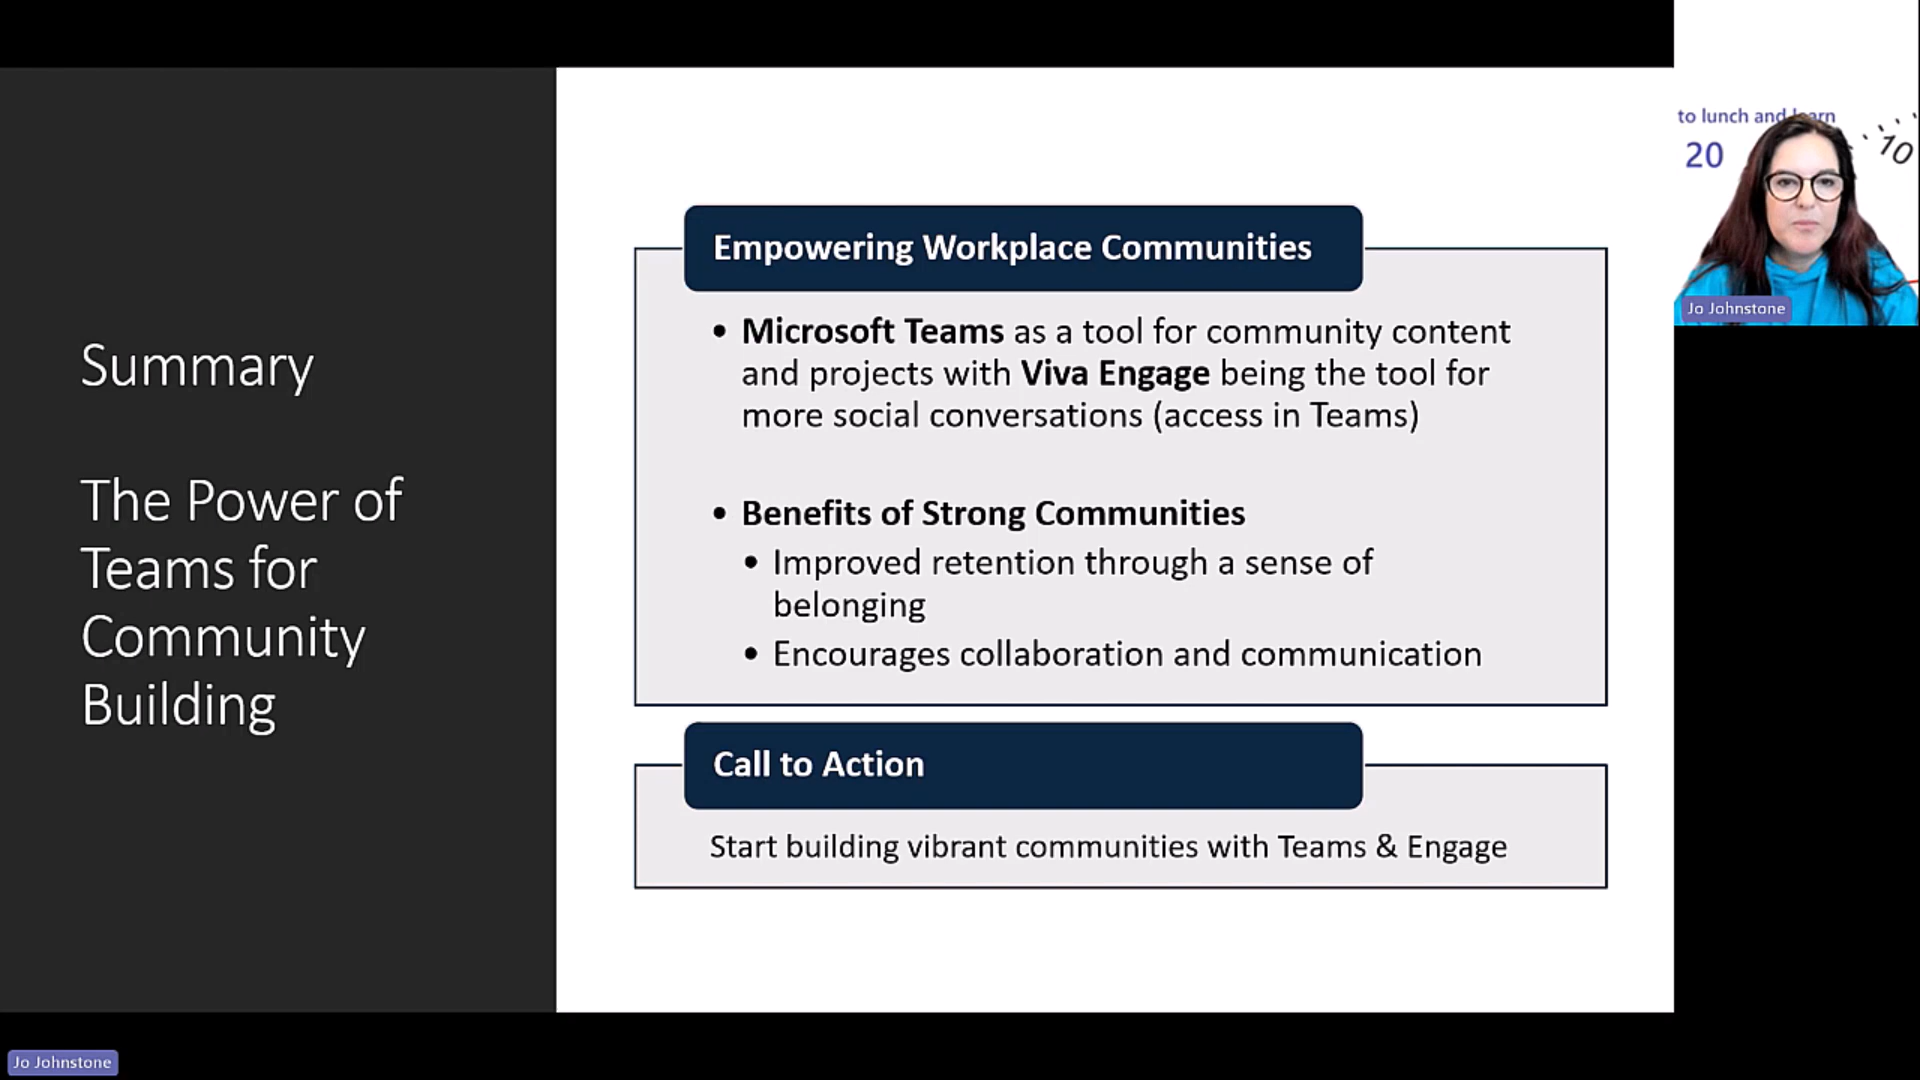 Summary
The Power of
Teams for
Community
Building
Empowering Workplace Communities
• Microsoft Teams as a tool for community content
and projects with Viva Engage being the tool for
more social conversations (access in Teams)
• Benefits of Strong Communities
• Improved retention through a sense of
belonging
• Encourages collaboration and communication
Call to Action
Start building vibrant communities with Teams & Engage
to lunch and
20
10
Jo Johnstone
Jo Johnstone